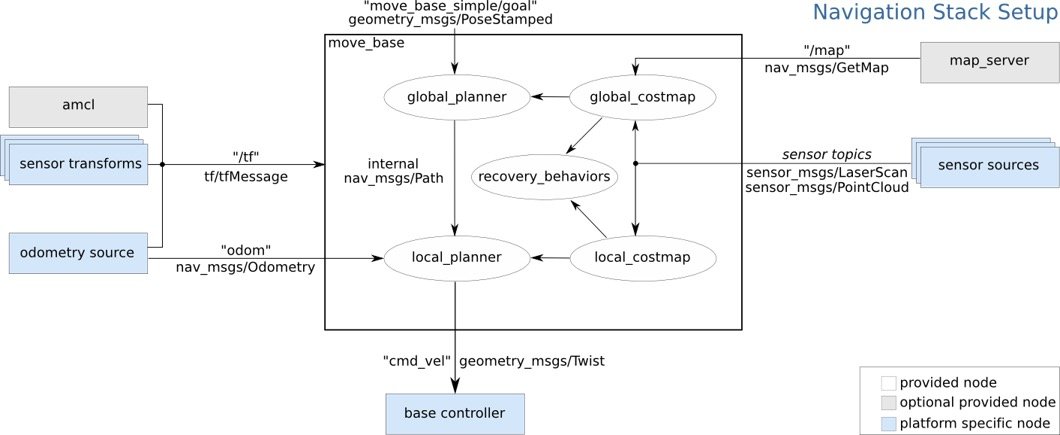 Navigation Stack Setup
"move_base_simple/goal"
geometry_msgs/PoseStamped
move_base
"/map"
nav_msgs/GetMap
map_server
amcl
global_planner
global_costmap
sensor transforms
"/tf"
tf/tfMessage
internal
nav_msgs/Path
recovery_behaviors
sensor topics
sensor_msgs/LaserScan
sensor_msgs/PointCloud
sensor sources
odometry source
"odom"
nav_msgs/Odometry
local_planner
local_costmap
"cmd_vel" geometry_msgs/Twist
base controller
provided node
optional provided node
platform specific node